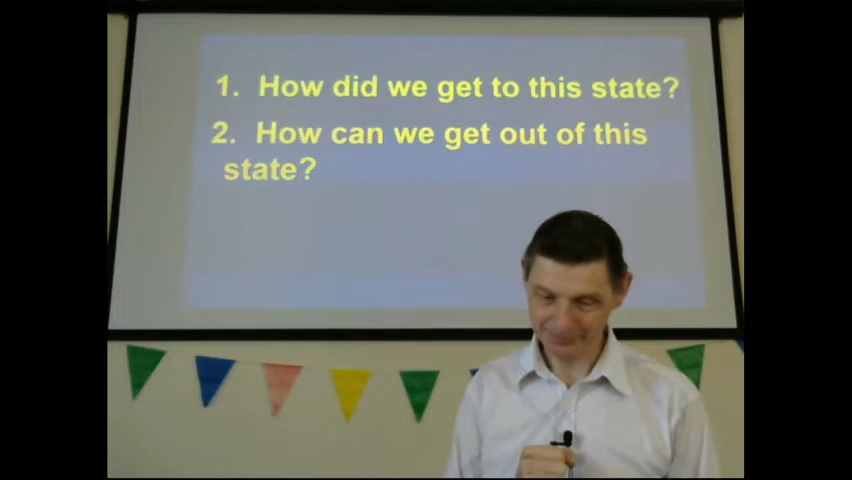 1. How did we get to this state?
2. How can we get out of this
state?